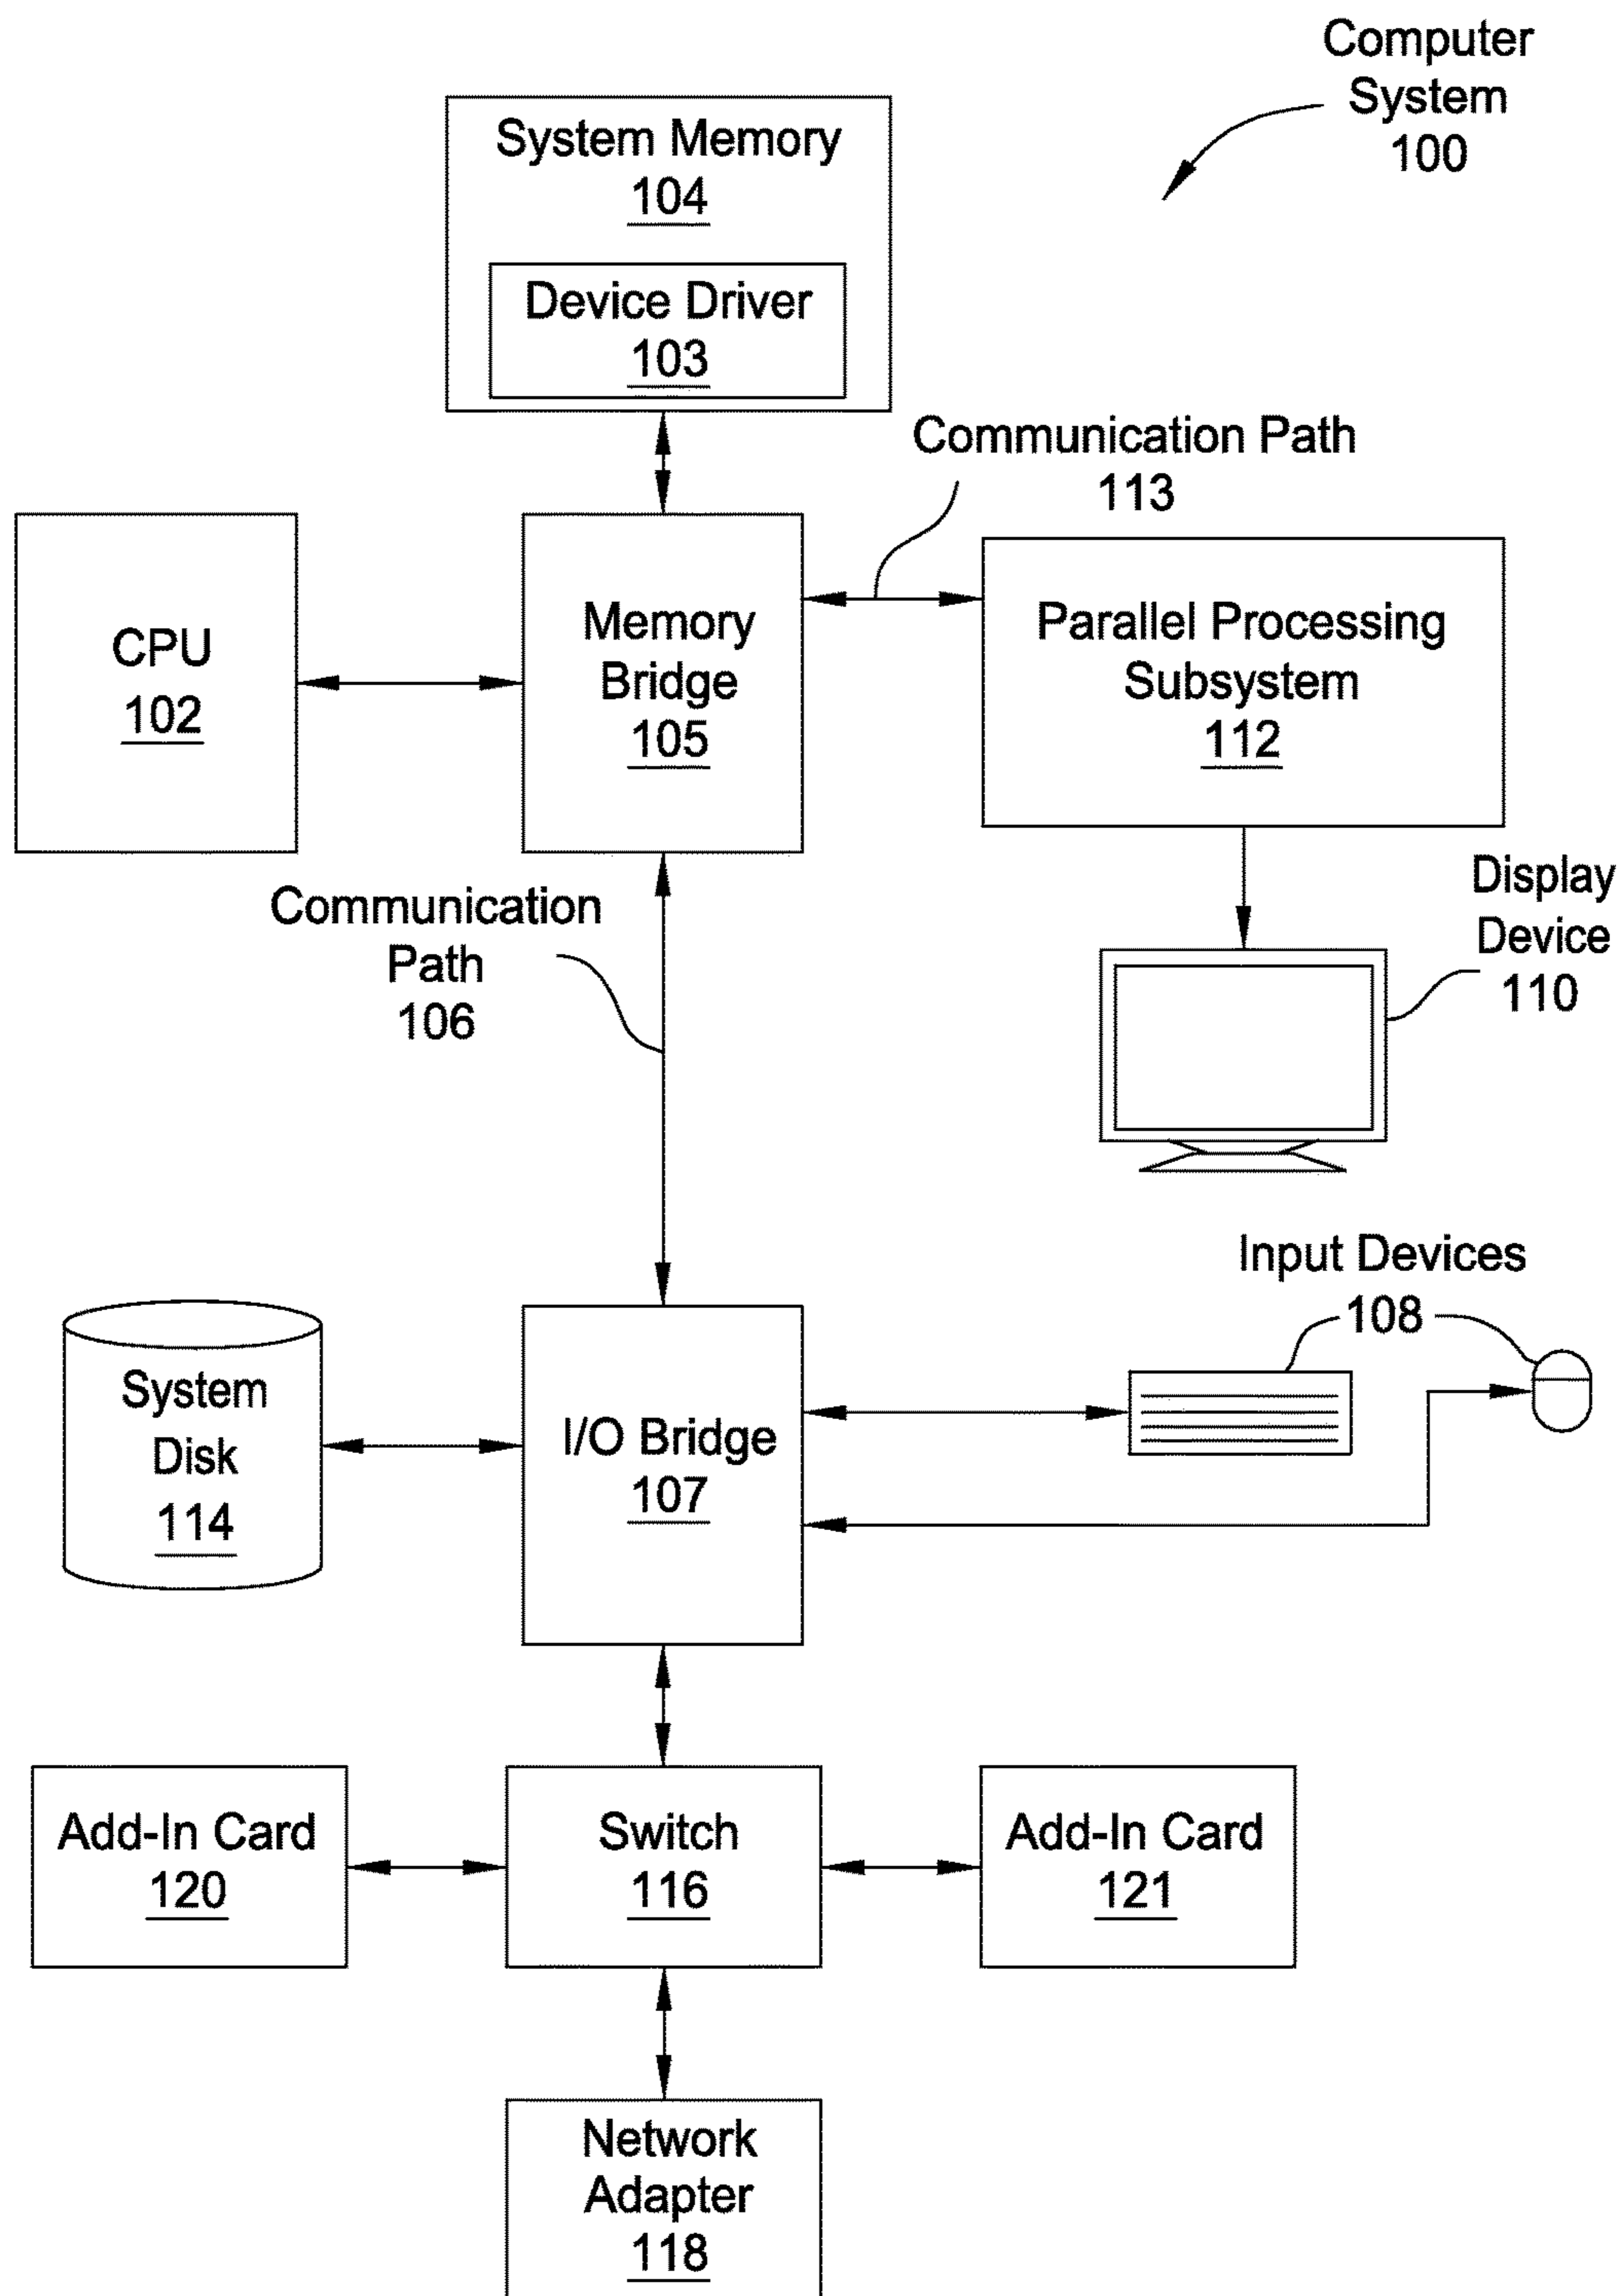 Computer
System
100
System Memory
104
Device Driver
103
Communication Path
113
CPU
102
Memory
Bridge
105
Parallel Processing
Subsystem
112
Communication
Path
106
Display
Device
110
Input Devices
108
System
Disk
114
I/O Bridge
107
Add-In Card
120
Switch
116
Add-In Card
121
Network
Adapter
118